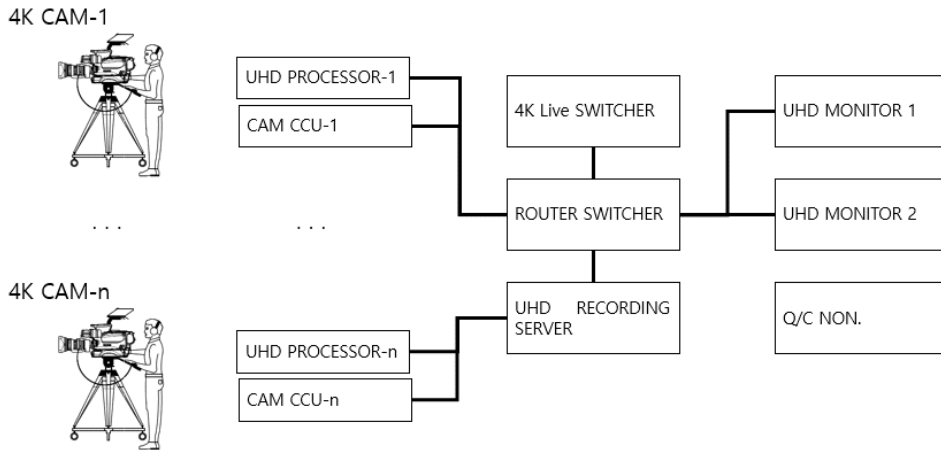 4K CAM-1
UHD PROCESSOR-1
CAM CCU-1
4K Live SWITCHER
UHD MONITOR 1
ROUTER SWITCHER
UHD MONITOR 2
. . .
. . .
4K CAM-n
UHD RECORDING
SERVER
Q/C NON.
UHD PROCESSOR-n
CAM CCU-n